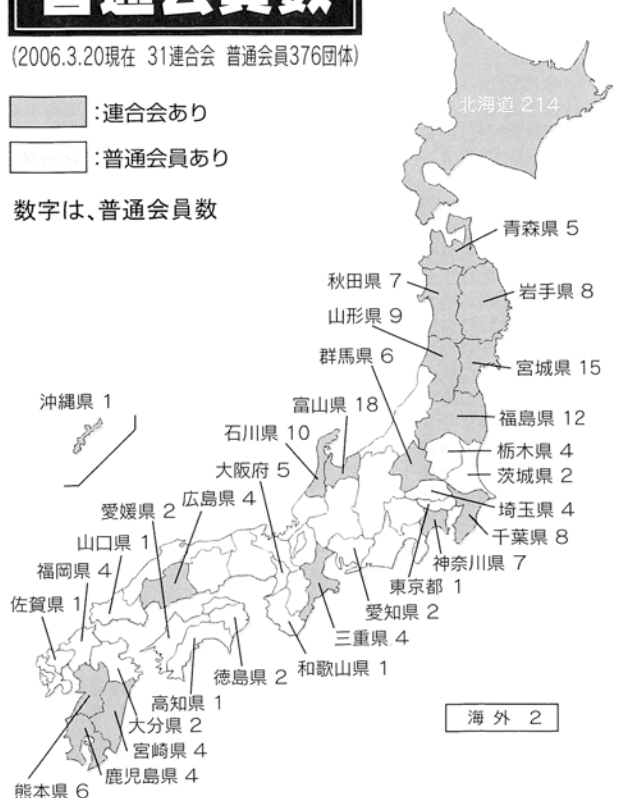 普通会員数
(2006.3.20現在 31連合会 普通会員376団体)
:連合会あり
:普通会員あり
数字は、普通会員数
北海道 214
青森県 5
秋田県 7
岩手県 8
山形県 9
群馬県 6
宮城県 15
沖縄県 1
富山県 18
福島県 12
石川県 10
栃木県 4
大阪府 5
茨城県 2
広島県 4
愛媛県 2
埼玉県 4
千葉県 8
山口県 1
神奈川県 7
福岡県 4
東京都 1
佐賀県 1
愛知県 2
三重県 4
和歌山県 1
徳島県 2
高知県 1
大分県 2
海外 2
宮崎県 4
鹿児島県 4
熊本県 6